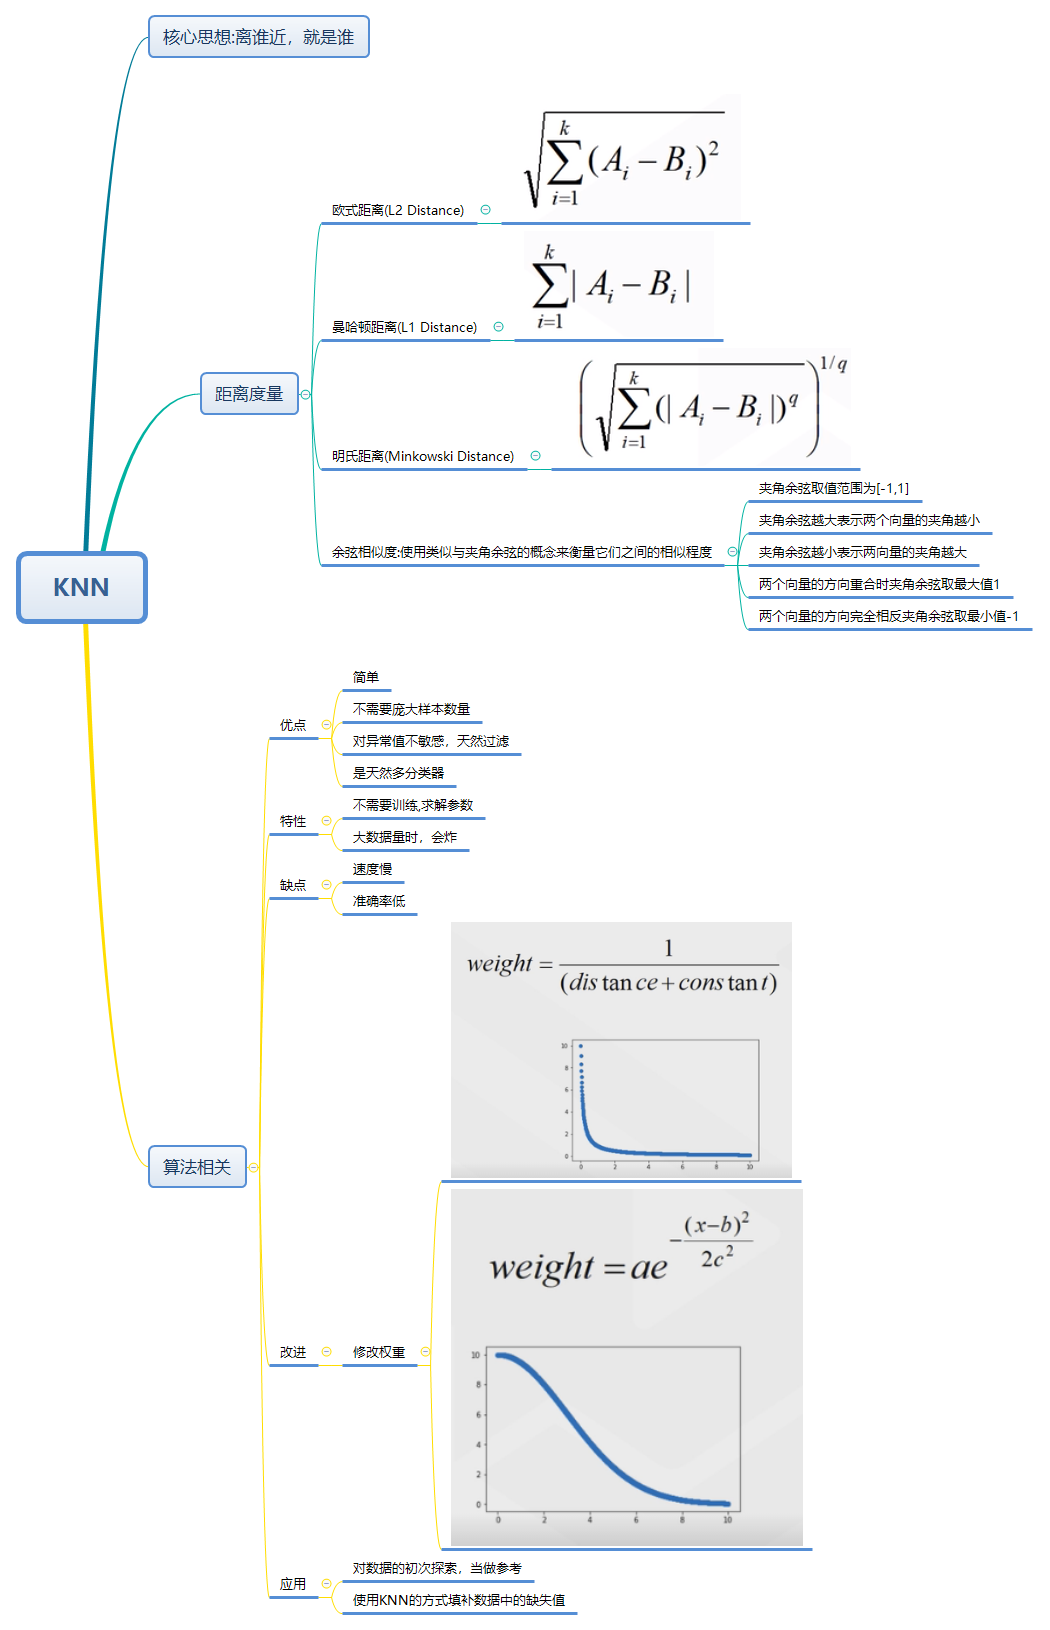 核心思想:离谁近，就是谁
√∑(A_i − B_i)^2 k i=1
欧式距离(L2 Distance)
∑| A_i − B_i | k i=1
曼哈顿距离(L1 Distance)
(√∑(| A_i − B_i |)^q)^1/q k i=1
距离度量
明氏距离(Minkowski Distance)
夹角余弦取值范围为[-1,1]
夹角余弦越大表示两个向量的夹角越小
余弦相似度:使用类似与夹角余弦的概念来衡量它们之间的相似程度
夹角余弦越小表示两向量的夹角越大
两个向量的方向重合时夹角余弦取最大值1
两个向量的方向完全相反夹角余弦取最小值-1
KNN
简单
不需要庞大样本数量
优点
对异常值不敏感，天然过滤
是天然多分类器
不需要训练,求解参数
特性
大数据量时，会炸
速度慢
缺点
准确率低
weight = 1
(dis tan ce + cons tan t)
10
8
6
4
2
0
0 2 4 6 8 10
算法相关
weight = ae^−(x−b)^2
2c^2
改进
修改权重
10
8
6
4
2
0
0 2 4 6 8 10
对数据的初次探索，当做参考
应用
使用KNN的方式填补数据中的缺失值